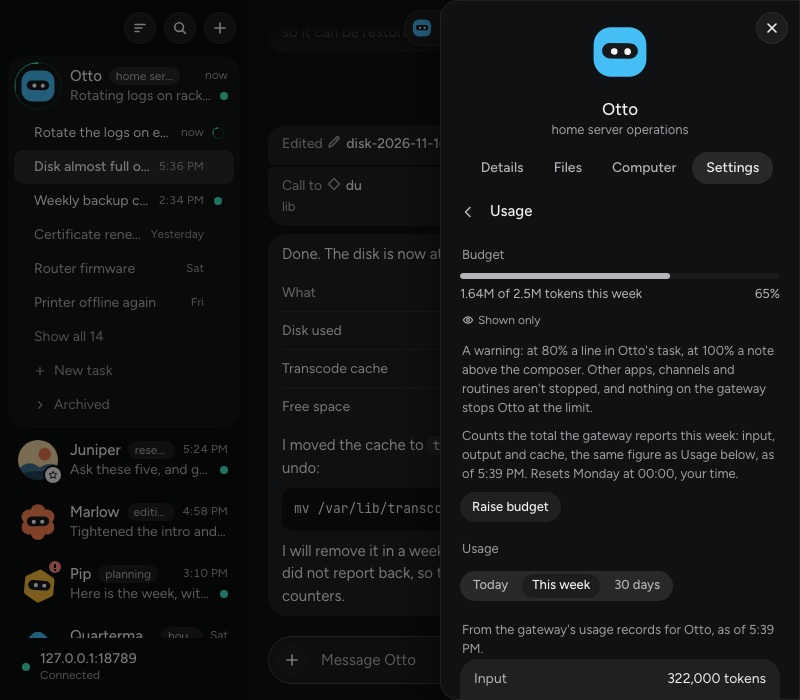 Otto
home ser...
now
Rotating logs on rack...
Rotate the logs on e...
now
Disk almost full o...
5:36 PM
Weekly backup c...
2:34 PM
Certificate rene...
Yesterday
Router firmware
Sat
Printer offline again
Fri
Show all 14
+ New task
Archived
Juniper
rese...
5:24 PM
Ask these five, and g...
Marlow
editi...
4:58 PM
Tightened the intro and...
Pip
planning
3:10 PM
Here is the week, wit...
Quarterma
hou
Sat
127.0.0.1:18789
Connected
so it can be restor
Edited disk-2026-11-1
Call to du
lib
Done. The disk is now at
What
Disk used
Transcode cache
Free space
I moved the cache to
undo:
mv /var/lib/transco
I will remove it in a week
did not report back, so t
counters.
Message Otto
Otto
home server operations
Details
Files
Computer
Settings
Usage
Budget
1.64M of 2.5M tokens this week
65%
Shown only
A warning: at 80% a line in Otto's task, at 100% a note
above the composer. Other apps, channels and
routines aren't stopped, and nothing on the gateway
stops Otto at the limit.
Counts the total the gateway reports this week: input,
output and cache, the same figure as Usage below, as
of 5:39 PM. Resets Monday at 00:00, your time.
Raise budget
Usage
Today
This week
30 days
From the gateway's usage records for Otto, as of 5:39
PM.
Input
322,000 tokens